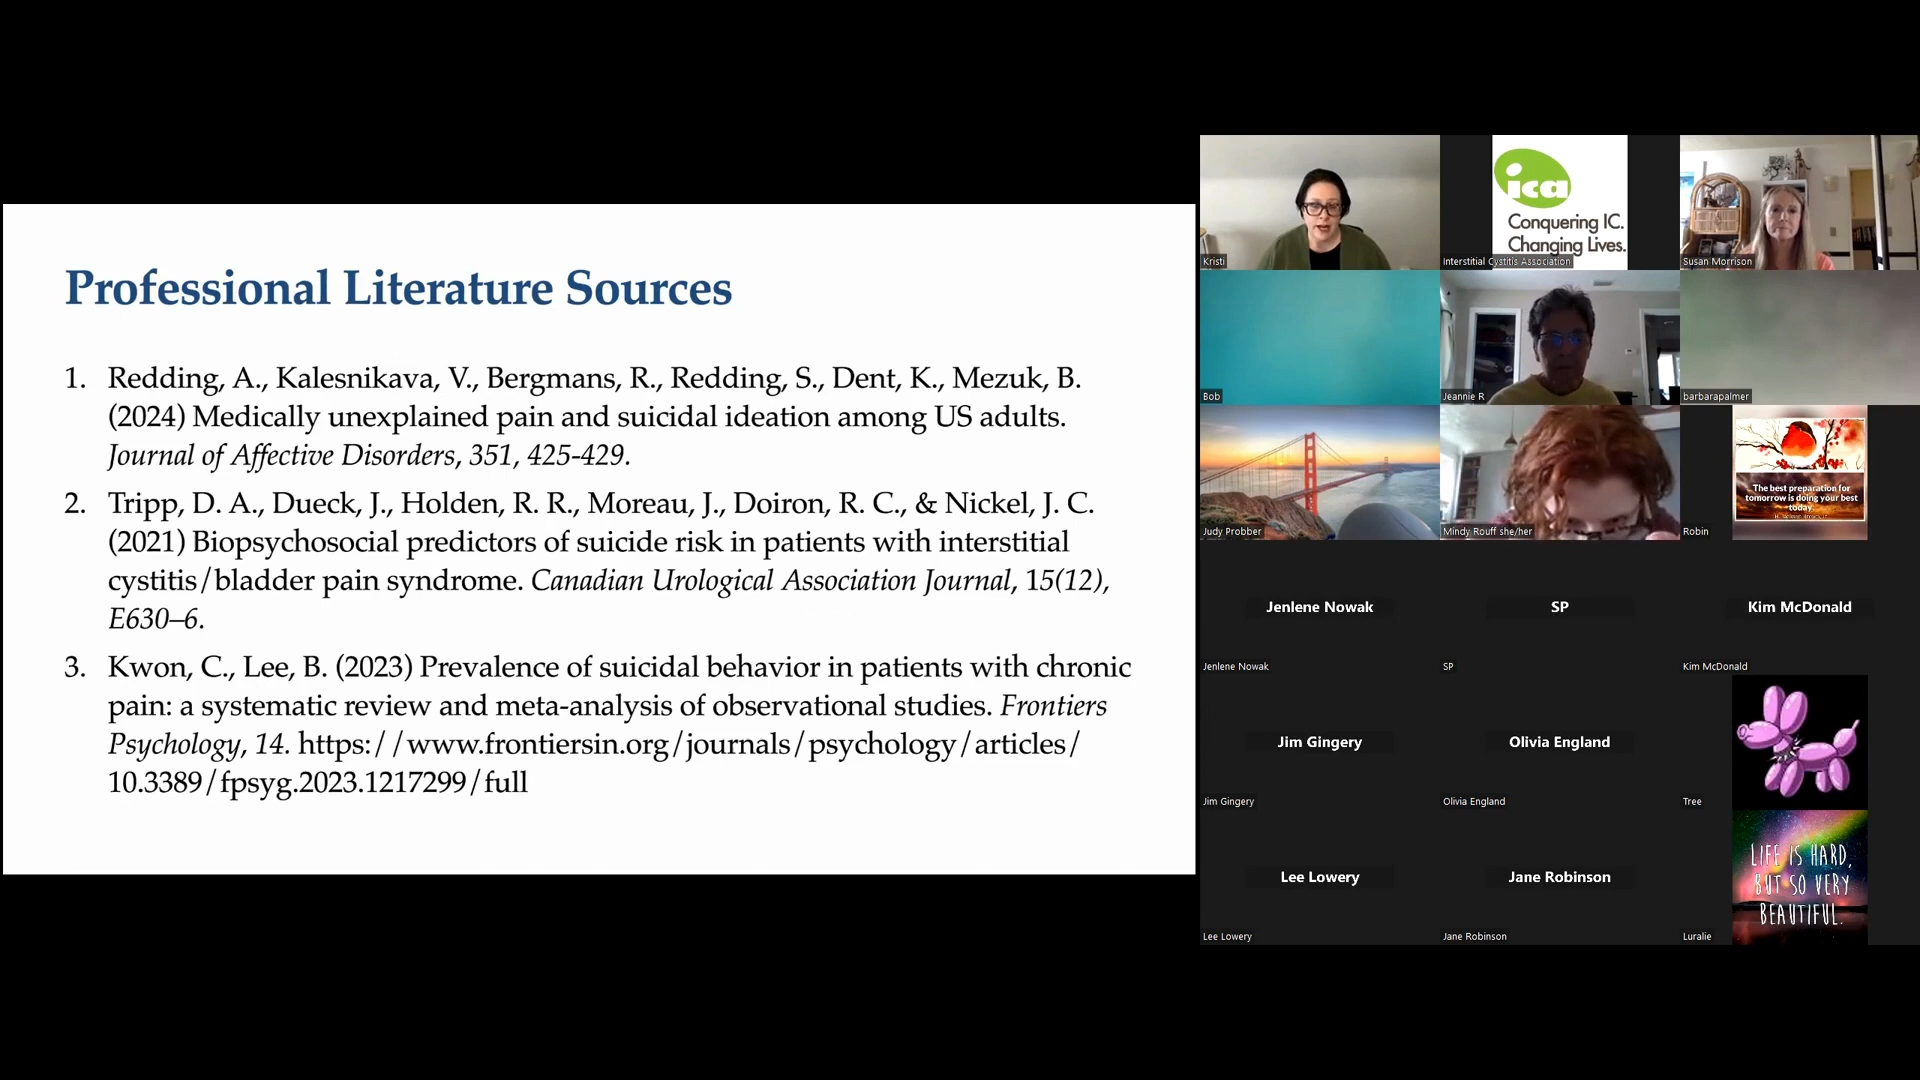 Professional Literature Sources
1. Redding, A., Kalesnikava, V., Bergmans, R., Redding, S., Dent, K., Mezuk, B.
(2024) Medically unexplained pain and suicidal ideation among US adults.
Journal of Affective Disorders, 351, 425-429.
2. Tripp, D. A., Dueck, J., Holden, R. R., Moreau, J., Doiron, R. C., & Nickel, J. C.
(2021) Biopsychosocial predictors of suicide risk in patients with interstitial
cystitis/bladder pain syndrome. Canadian Urological Association Journal, 15(12),
E630–6.
3. Kwon, C., Lee, B. (2023) Prevalence of suicidal behavior in patients with chronic
pain: a systematic review and meta-analysis of observational studies. Frontiers
Psychology, 14. https://www.frontiersin.org/journals/psychology/articles/
10.3389/fpsyg.2023.1217299/full
Kristi
ica
Conquering IC.
Changing Lives.
Interstitial Cystitis Association
Susan Morrison
Bob
Jeannie R
barbarapalmer
Judy Probber
Mindy Rouff she/her
The best preparation for
tomorrow is doing your best
today.
Robin
Jenlene Nowak
Jenlene Nowak
SP
SP
Kim McDonald
Kim McDonald
Jim Gingery
Jim Gingery
Olivia England
Olivia England
Tree
Lee Lowery
Lee Lowery
Jane Robinson
Jane Robinson
LIFE IS HARD,
BUT SO VERY
BEAUTIFUL.
Luralie